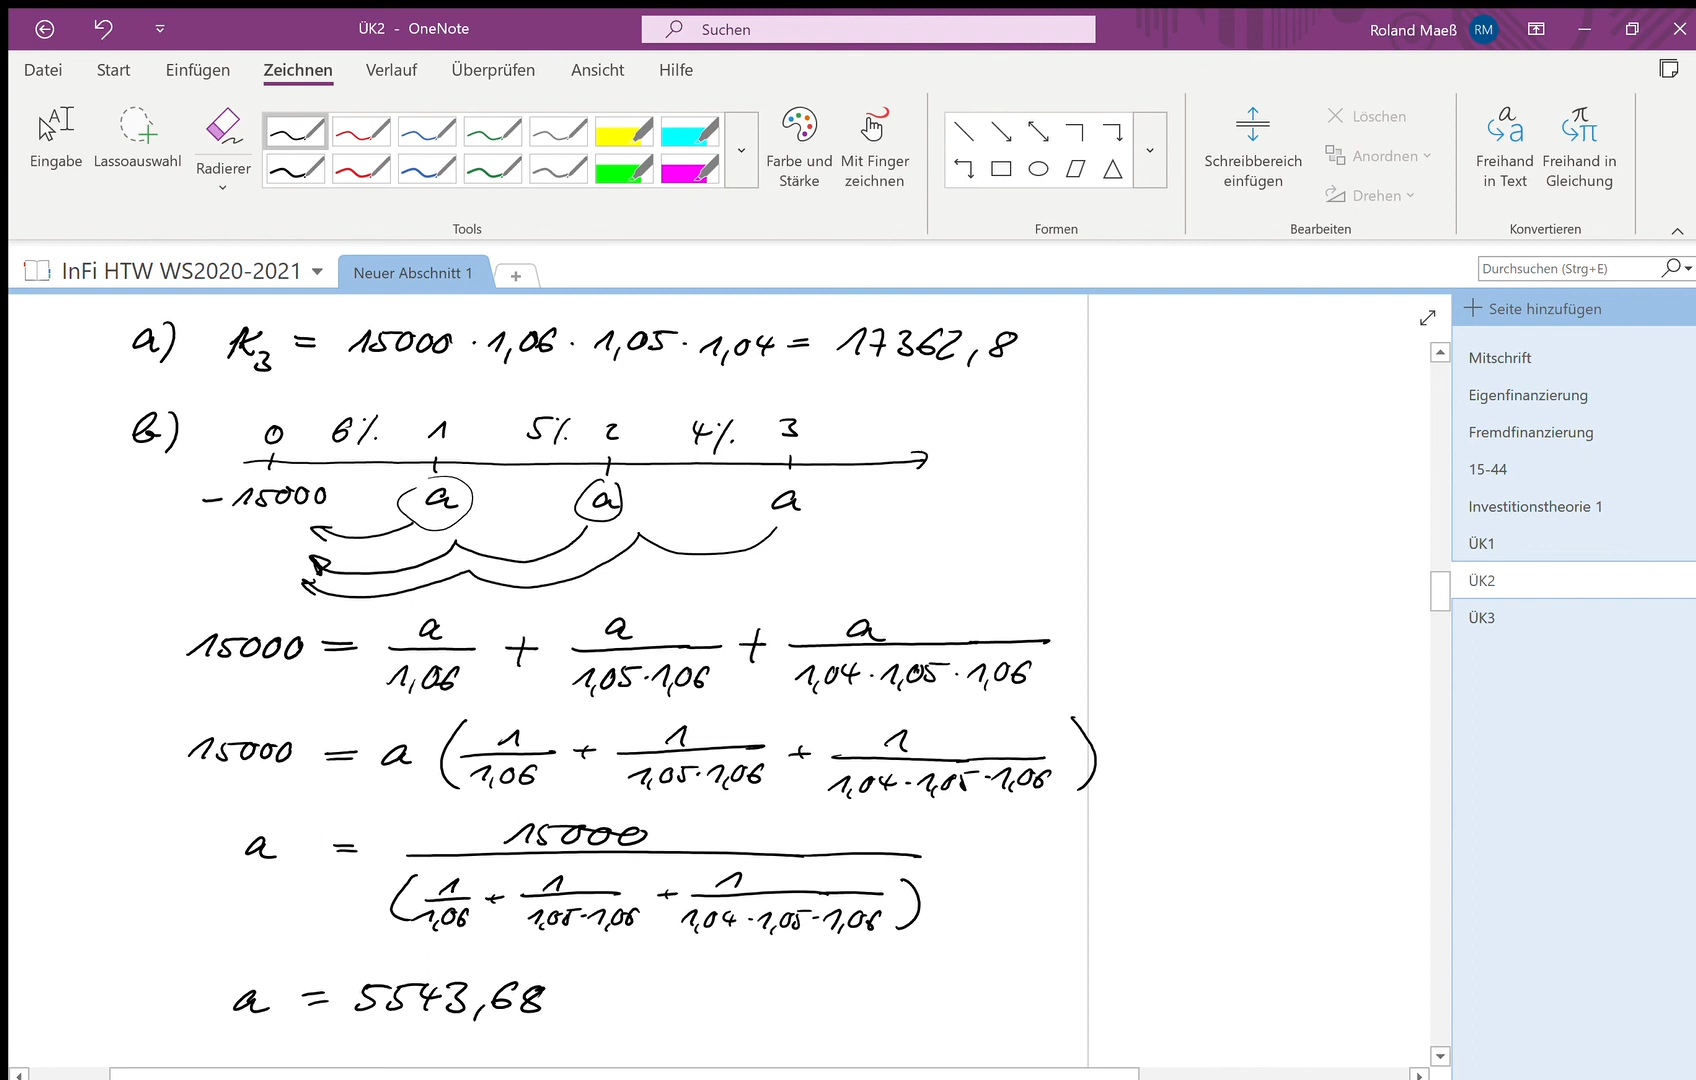 ÜK2 - OneNote
Suchen
Roland Maeß RM
Datei Start Einfügen Zeichnen Verlauf Überprüfen Ansicht Hilfe
Eingabe
Lassoauswahl
Radierer
Farbe und Stärke
Mit Finger zeichnen
Schreibbereich einfügen
Löschen
Anordnen
Drehen
Freihand in Text
Freihand in Gleichung
Tools Formen Bearbeiten Konvertieren
InFi HTW WS2020-2021
Neuer Abschnitt 1
Durchsuchen (Strg+E)
a) K₃ = 15000 · 1,06 · 1,05 · 1,04 = 17362,8
b) 0 6% 1 5% 2 4% 3
-15000 a a a
15000 = a/1,06 + a/(1,05·1,06) + a/(1,04·1,05·1,06)
15000 = a (1/1,06 + 1/(1,05·1,06) + 1/(1,04·1,05·1,06))
a = 15000/(1/1,06 + 1/(1,05·1,06) + 1/(1,04·1,05·1,06))
a = 5543,68
Seite hinzufügen
Mitschrift
Eigenfinanzierung
Fremdfinanzierung
15-44
Investitionstheorie 1
ÜK1
ÜK2
ÜK3